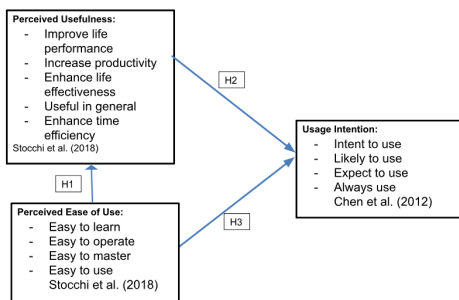 Perceived Usefulness:
- Improve life
performance
- Increase productivity
- Enhance life
effectiveness
- Useful in general
- Enhance time
efficiency
Stocchi et al. (2018)
H2
Usage Intention:
- Intent to use
- Likely to use
- Expect to use
- Always use
Chen et al. (2012)
H1
Perceived Ease of Use:
- Easy to learn
- Easy to operate
- Easy to master
- Easy to use
Stocchi et al. (2018)
H3